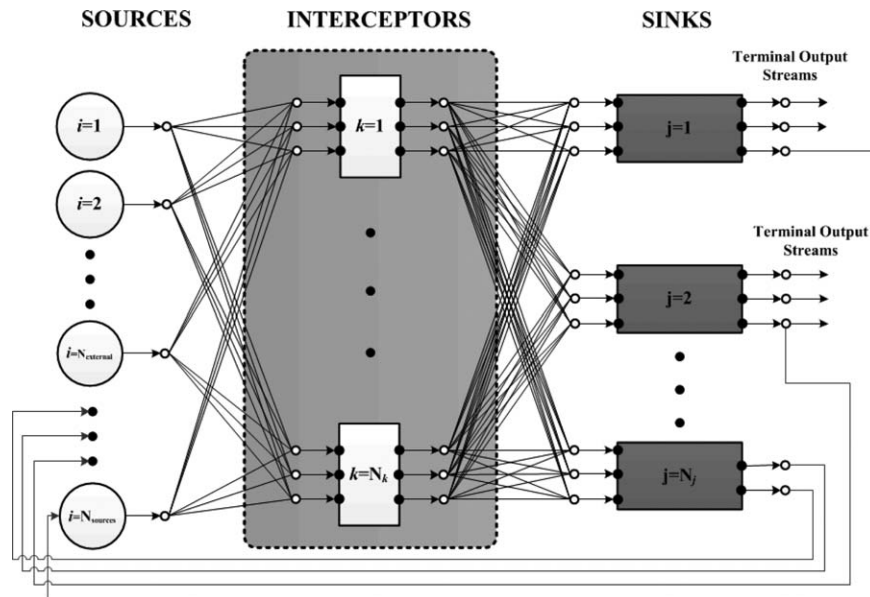 SOURCES
INTERCEPTORS
SINKS
Terminal Output
Streams
i=1
k=1
j=1
i=2
Terminal Output
Streams
j=2
i=Nexternal
k=Nk
j=Nj
i=Nsources